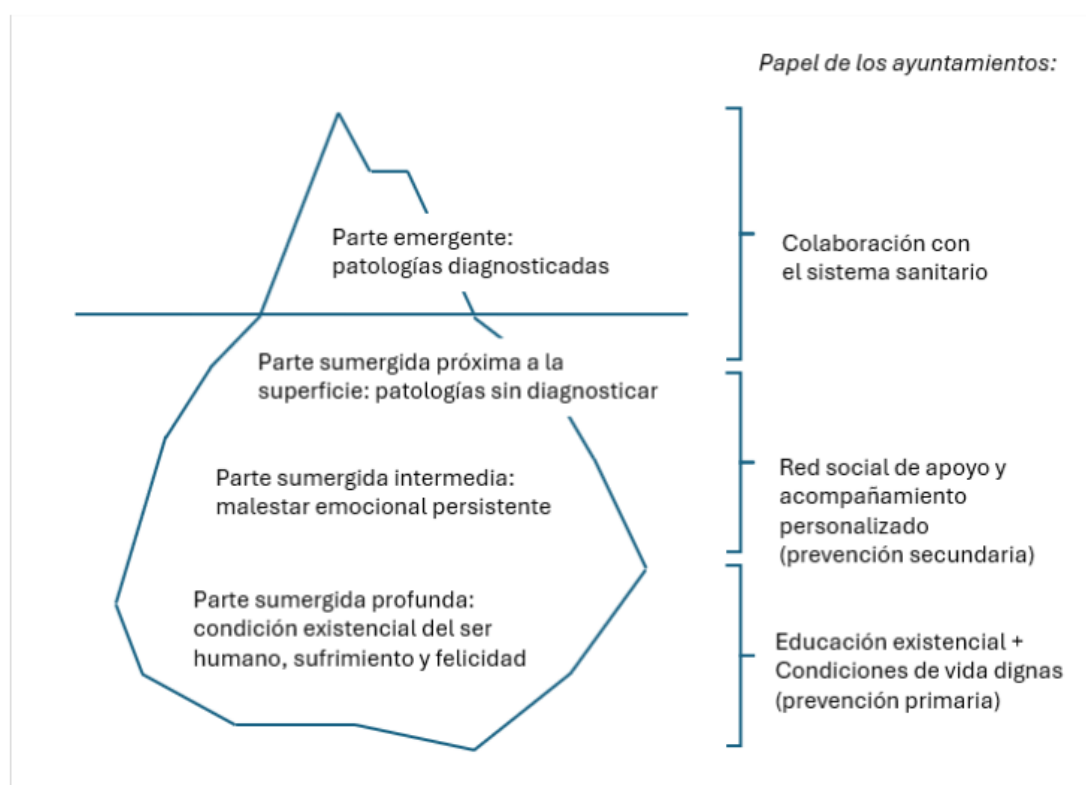 Papel de los ayuntamientos:
Parte emergente:
patologías diagnosticadas
Colaboración con
el sistema sanitario
Parte sumergida próxima a la
superficie: patologías sin diagnosticar
Parte sumergida intermedia:
malestar emocional persistente
Red social de apoyo y
acompañamiento
personalizado
(prevención secundaria)
Parte sumergida profunda:
condición existencial del ser
humano, sufrimiento y felicidad
Educación existencial +
Condiciones de vida dignas
(prevención primaria)